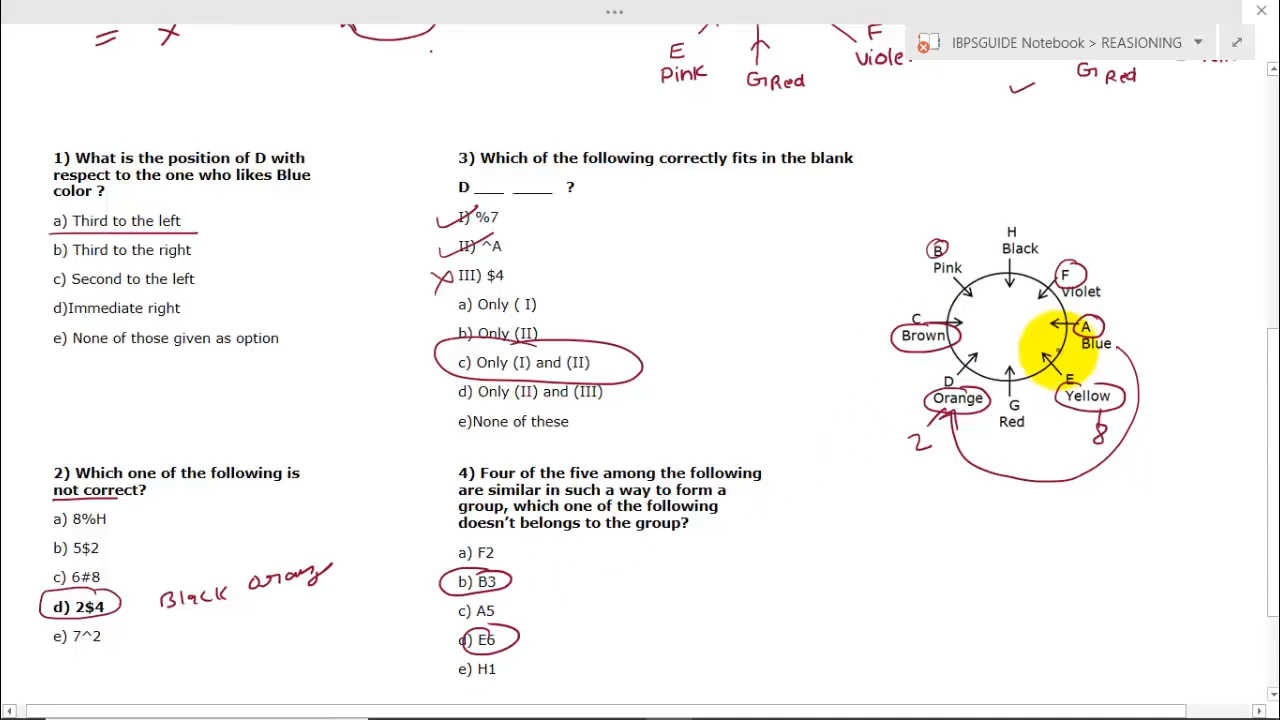 IBPSGUIDE Notebook > REASONING
= x
E
Pink
G Red
F
Viole
G Red
1) What is the position of D with
respect to the one who likes Blue
color ?
a) Third to the left
b) Third to the right
c) Second to the left
d)Immediate right
e) None of those given as option
2) Which one of the following is
not correct?
a) 8%H
b) 5$2
c) 6#8
d) 2$4
Black
e) 7^2
3) Which of the following correctly fits in the blank
D ____ _____ ?
I) %7
II) ^A
III) $4
a) Only ( I)
b) Only (II)
c) Only (I) and (II)
d) Only (II) and (III)
e)None of these
4) Four of the five among the following
are similar in such a way to form a
group, which one of the following
doesn't belongs to the group?
a) F2
b) B3
c) A5
d) E6
e) H1
H
Black
B
Pink
F
Violet
C
Brown
A
Blue
D
Orange
E
Yellow
G
Red
2
8